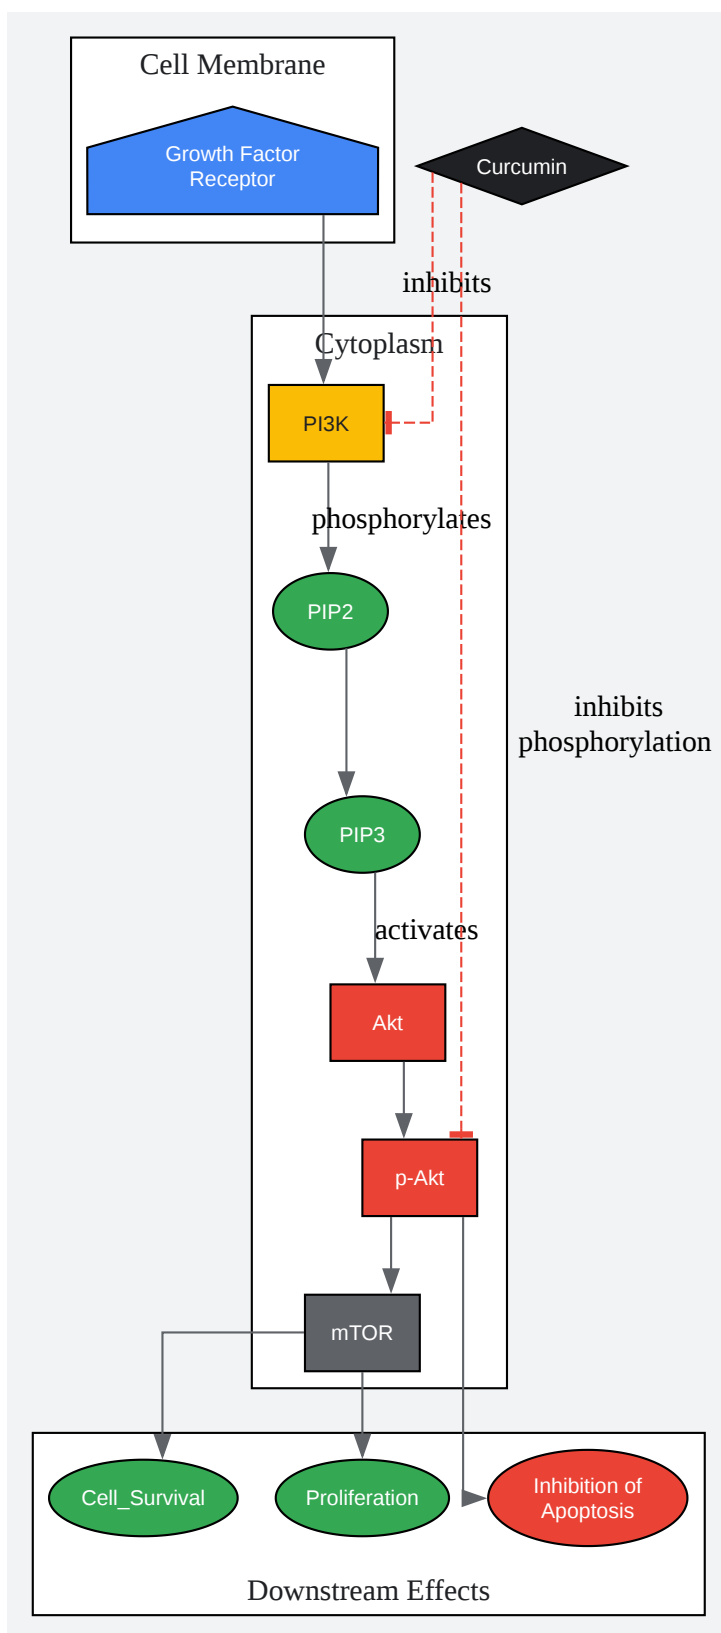 Cell Membrane
Growth Factor
Receptor
Curcumin
inhibits
Cytoplasm
PI3K
phosphorylates
PIP2
inhibits
phosphorylation
PIP3
activates
Akt
p-Akt
mTOR
Cell_Survival
Proliferation
Inhibition of
Apoptosis
Downstream Effects